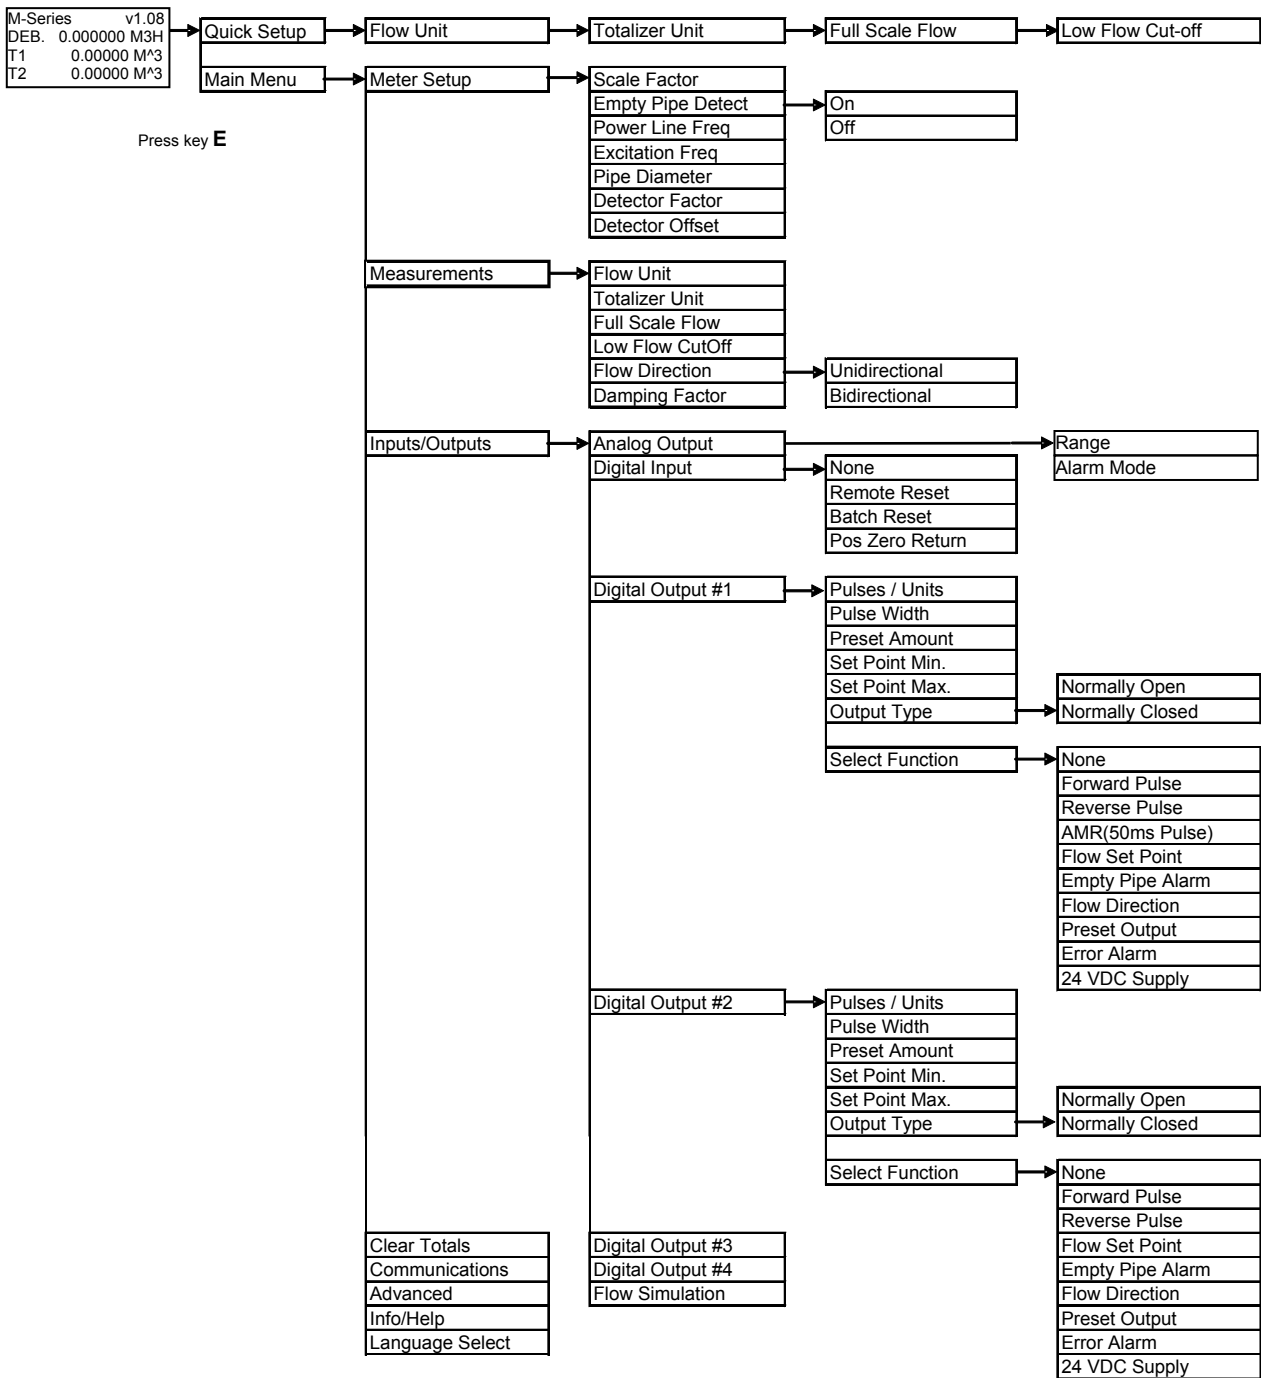 M-Series v1.08
DEB. 0.000000 M3H
T1 0.00000 M^3
T2 0.00000 M^3
Quick Setup
Flow Unit
Totalizer Unit
Full Scale Flow
Low Flow Cut-off
Main Menu
Press key E
Meter Setup
Scale Factor
Empty Pipe Detect
Power Line Freq
Excitation Freq
Pipe Diameter
Detector Factor
Detector Offset
On
Off
Measurements
Flow Unit
Totalizer Unit
Full Scale Flow
Low Flow CutOff
Flow Direction
Damping Factor
Unidirectional
Bidirectional
Inputs/Outputs
Analog Output
Range
Alarm Mode
Digital Input
None
Remote Reset
Batch Reset
Pos Zero Return
Digital Output #1
Pulses / Units
Pulse Width
Preset Amount
Set Point Min.
Set Point Max.
Output Type
Normally Open
Normally Closed
Select Function
None
Forward Pulse
Reverse Pulse
AMR(50ms Pulse)
Flow Set Point
Empty Pipe Alarm
Flow Direction
Preset Output
Error Alarm
24 VDC Supply
Digital Output #2
Pulses / Units
Pulse Width
Preset Amount
Set Point Min.
Set Point Max.
Output Type
Normally Open
Normally Closed
Select Function
None
Forward Pulse
Reverse Pulse
Flow Set Point
Empty Pipe Alarm
Flow Direction
Preset Output
Error Alarm
24 VDC Supply
Digital Output #3
Digital Output #4
Flow Simulation
Clear Totals
Communications
Advanced
Info/Help
Language Select